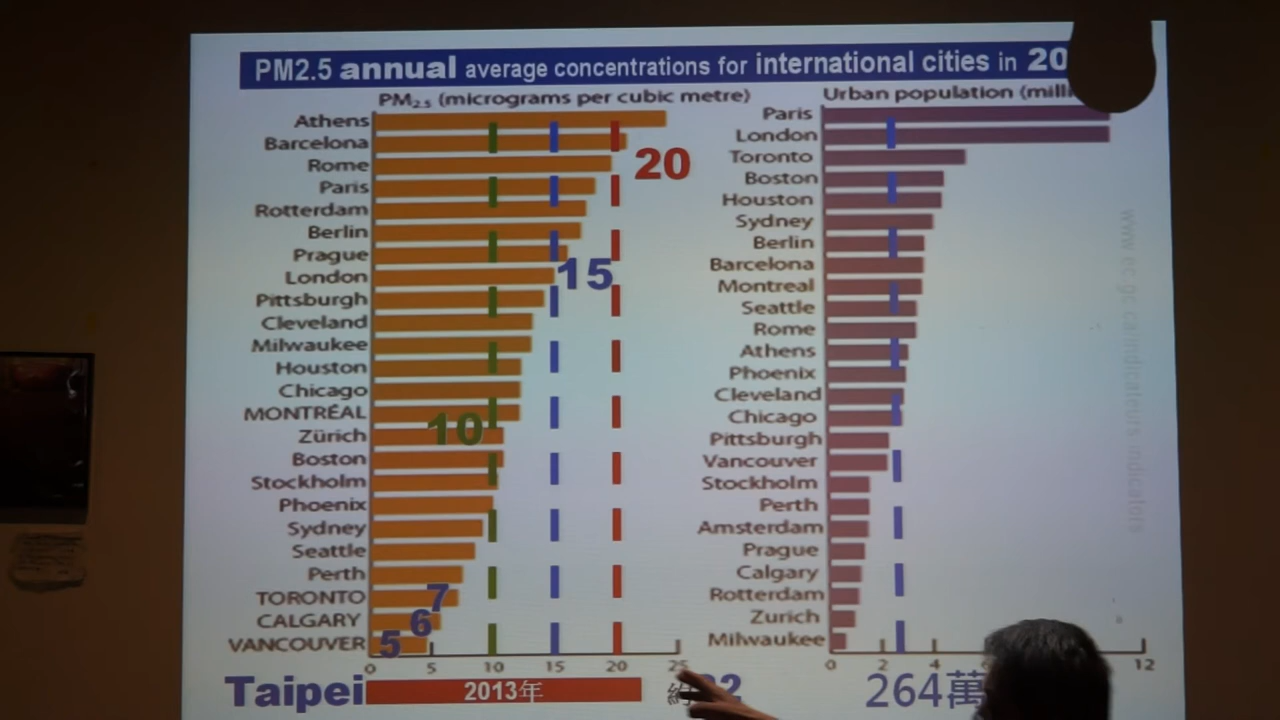 PM2.5 annual average concentrations for international cities in 20
PM2.5 (micrograms per cubic metre)
Athens
Barcelona
Rome
Paris
Rotterdam
Berlin
Prague
London
Pittsburgh
Cleveland
Milwaukee
Houston
Chicago
MONTRÉAL
Zürich
Boston
Stockholm
Phoenix
Sydney
Seattle
Perth
TORONTO
CALGARY
VANCOUVER
20
15
10
7
6
5
0 5 10 15 20 25
Urban population
Paris
London
Toronto
Boston
Houston
Sydney
Berlin
Barcelona
Montreal
Seattle
Rome
Athens
Phoenix
Cleveland
Chicago
Pittsburgh
Vancouver
Stockholm
Perth
Amsterdam
Prague
Calgary
Rotterdam
Zurich
Milwaukee
0 2 4 12
Taipei 2013年 264萬